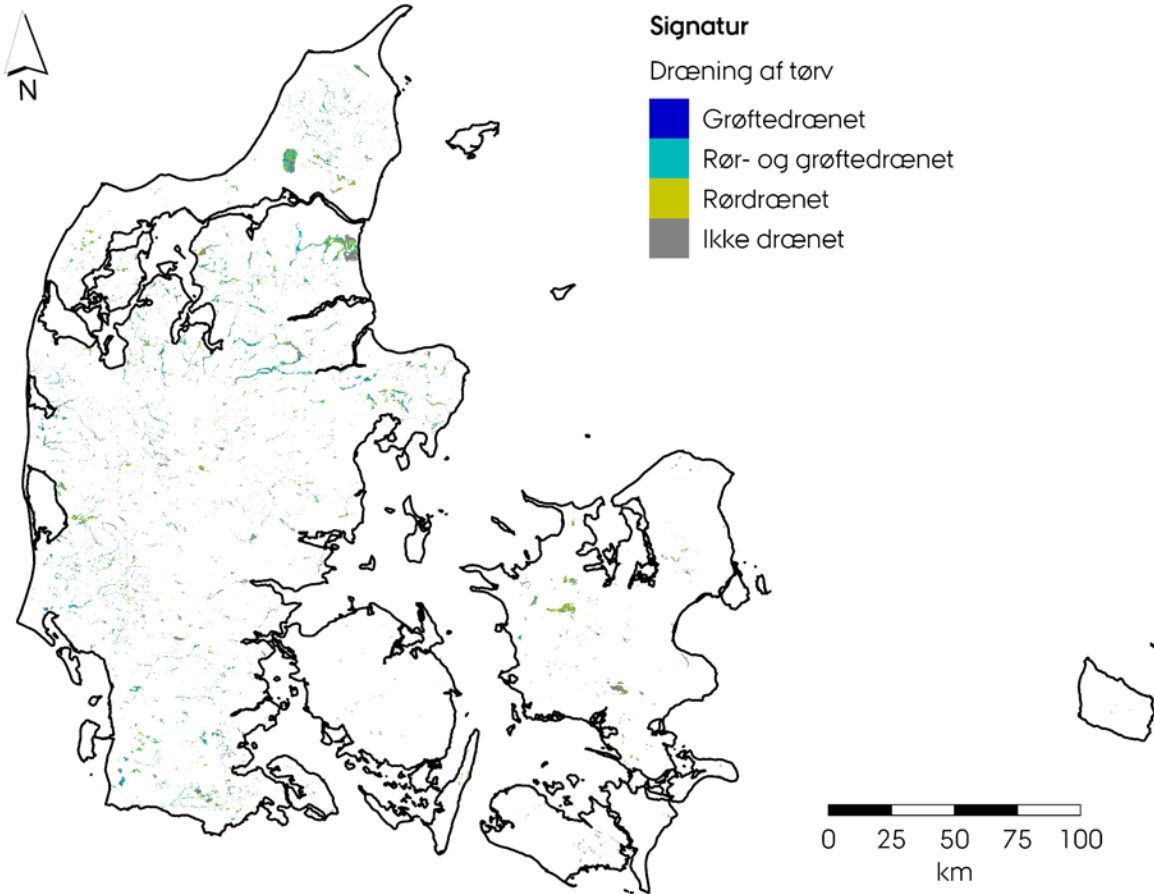 N
Signatur
Dræning af tørv
Grøftedrænet
Rør- og grøftedrænet
Rørdrænet
Ikke drænet
0 25 50 75 100
km